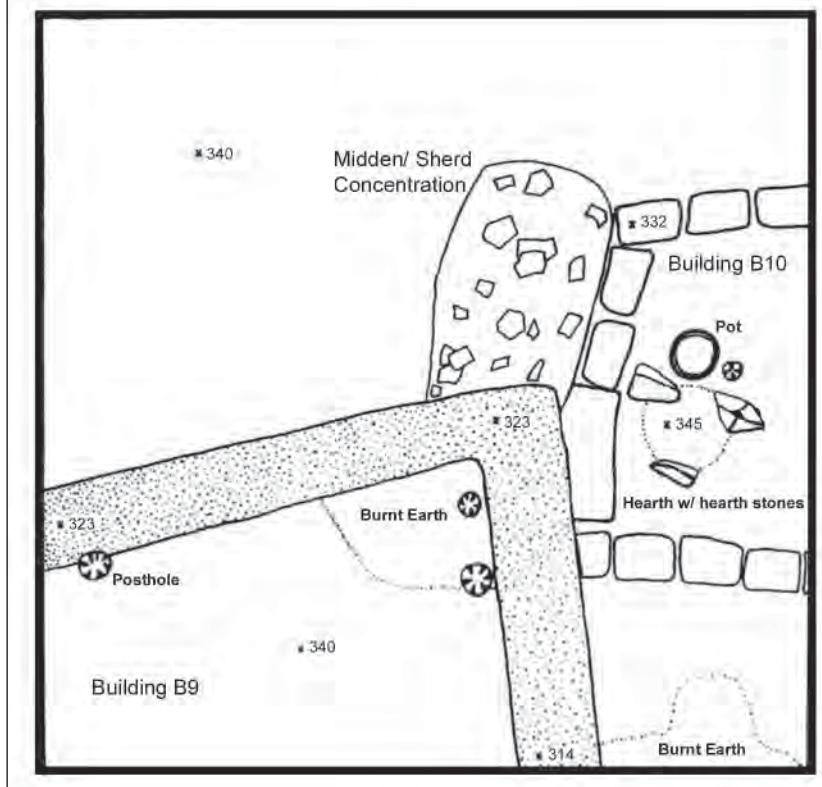 340
Midden/ Sherd
Concentration
332
Building B10
Pot
323
345
Hearth w/ hearth stones
Burnt Earth
323
Posthole
340
Building B9
Burnt Earth
314